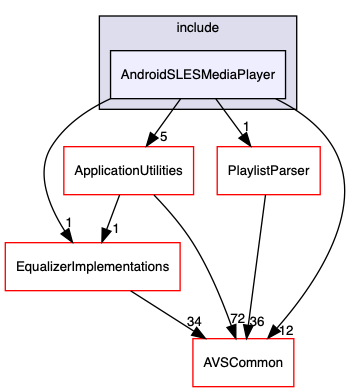 include
AndroidSLESMediaPlayer
5
1
ApplicationUtilities
PlaylistParser
1
1
EqualizerImplementations
34
72
36
12
AVSCommon